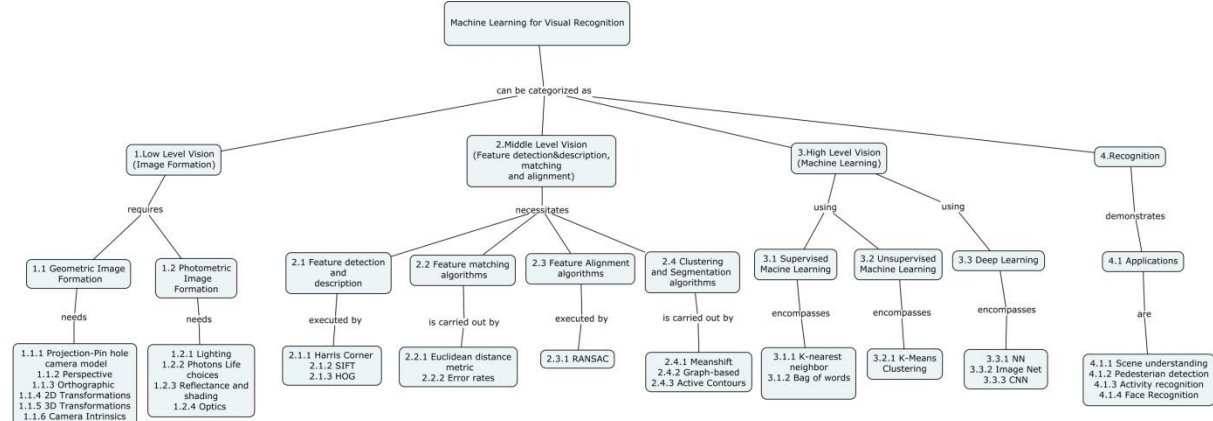 Machine Learning for Visual Recognition
can be categorized as
1.Low Level Vision
(Image Formation)
2.Middle Level Vision
(Feature detection&description,
matching
and alignment)
3.High Level Vision
(Machine Learning)
4.Recognition
requires
necessitates
using
using
demonstrates
1.1 Geometric Image
Formation
1.2 Photometric
Image
Formation
2.1 Feature detection
and
description
2.2 Feature matching
algorithms
2.3 Feature Alignment
algorithms
2.4 Clustering
and Segmentation
algorithms
3.1 Supervised
Macine Learning
3.2 Unsupervised
Machine Learning
3.3 Deep Learning
4.1 Applications
needs
needs
executed by
is carried out by
executed by
is carried out by
encompasses
encompasses
encompasses
are
1.1.1 Projection-Pin hole
camera model
1.1.2 Perspective
1.1.3 Orthographic
1.1.4 2D Transformations
1.1.5 3D Transformations
1.1.6 Camera Intrinsics
1.2.1 Lighting
1.2.2 Photons Life
choices
1.2.3 Reflectance and
shading
1.2.4 Optics
2.1.1 Harris Corner
2.1.2 SIFT
2.1.3 HOG
2.2.1 Euclidean distance
metric
2.2.2 Error rates
2.3.1 RANSAC
2.4.1 Meanshift
2.4.2 Graph-based
2.4.3 Active Contours
3.1.1 K-nearest
neighbor
3.1.2 Bag of words
3.2.1 K-Means
Clustering
3.3.1 NN
3.3.2 Image Net
3.3.3 CNN
4.1.1 Scene understanding
4.1.2 Pedesterian detection
4.1.3 Activity recognition
4.1.4 Face Recognition